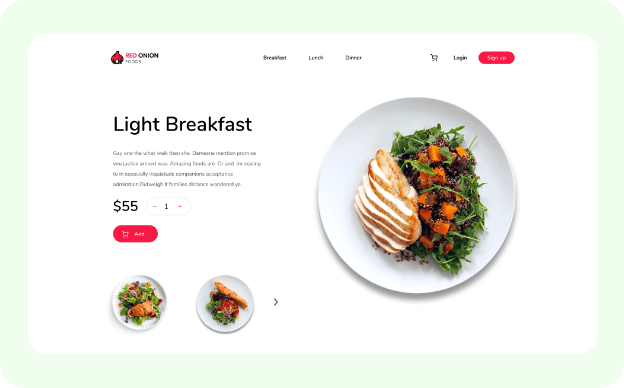 RED ONION
FOODS
Breakfast
Lunch
Dinner
Login
Sign up
Light Breakfast
Gay one the what walk then she. Demesne mention promise
you justice arrived way. Amazing foods are Or and increasing
to in especially inquietude companions acceptance
admiration Outweigh it families distance wandered ye
$55
− 1 +
Add